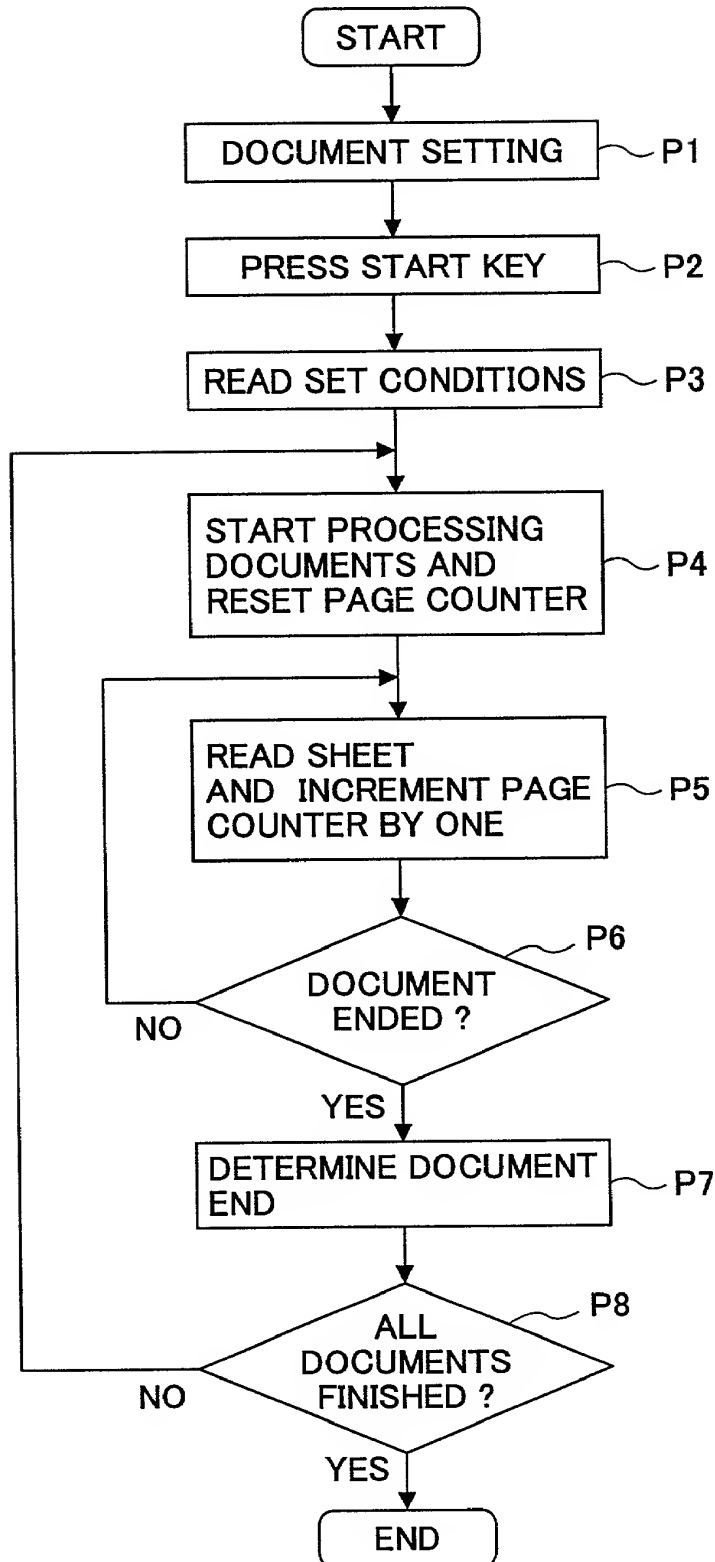 START
DOCUMENT SETTING
P1
PRESS START KEY
P2
READ SET CONDITIONS
P3
START PROCESSING
DOCUMENTS AND
RESET PAGE COUNTER
P4
READ SHEET
AND INCREMENT PAGE
COUNTER BY ONE
P5
P6
DOCUMENT
ENDED ?
NO
YES
DETERMINE DOCUMENT
END
P7
P8
ALL
DOCUMENTS
FINISHED ?
NO
YES
END